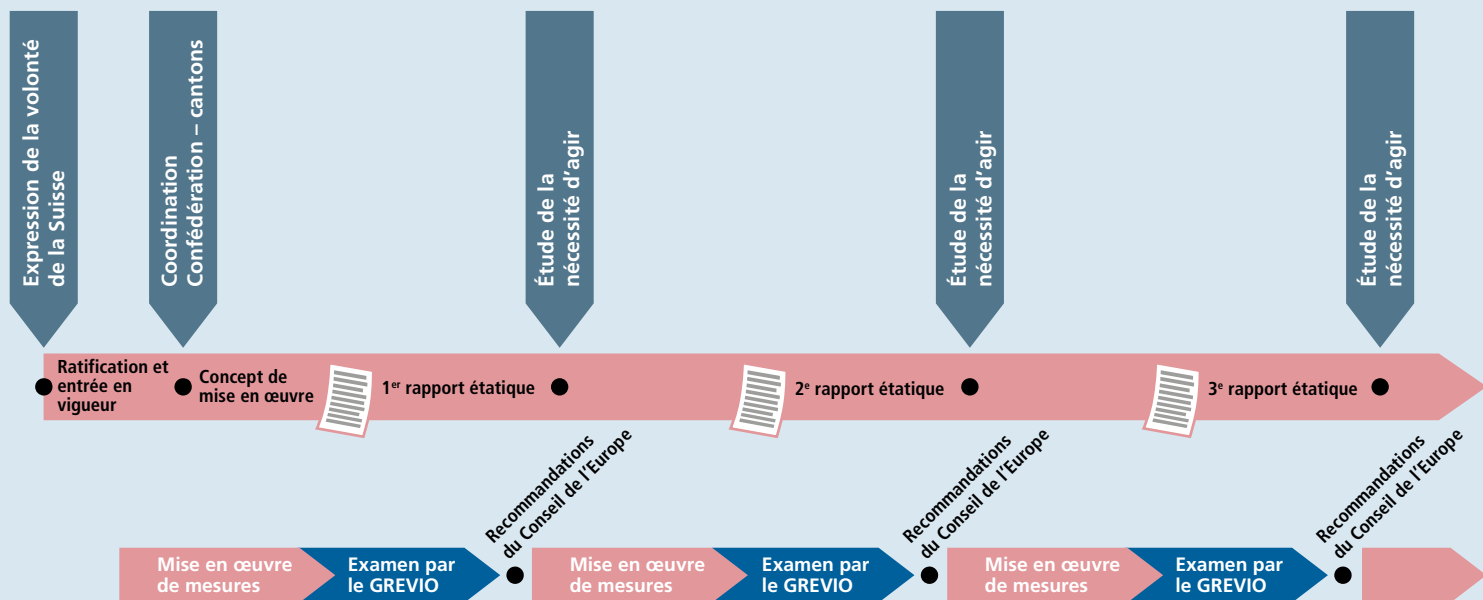 Expression de la volonté
de la Suisse
Coordination
Confédération – cantons
Étude de la
nécessité d’agir
Étude de la
nécessité d’agir
Étude de la
nécessité d’agir
Ratification et
entrée en
vigueur
Concept de
mise en œuvre
1er rapport étatique
2e rapport étatique
3e rapport étatique
Recommandations
du Conseil de l’Europe
Recommandations
du Conseil de l’Europe
Recommandations
du Conseil de l’Europe
Mise en œuvre
de mesures
Examen par
le GREVIO
Mise en œuvre
de mesures
Examen par
le GREVIO
Mise en œuvre
de mesures
Examen par
le GREVIO